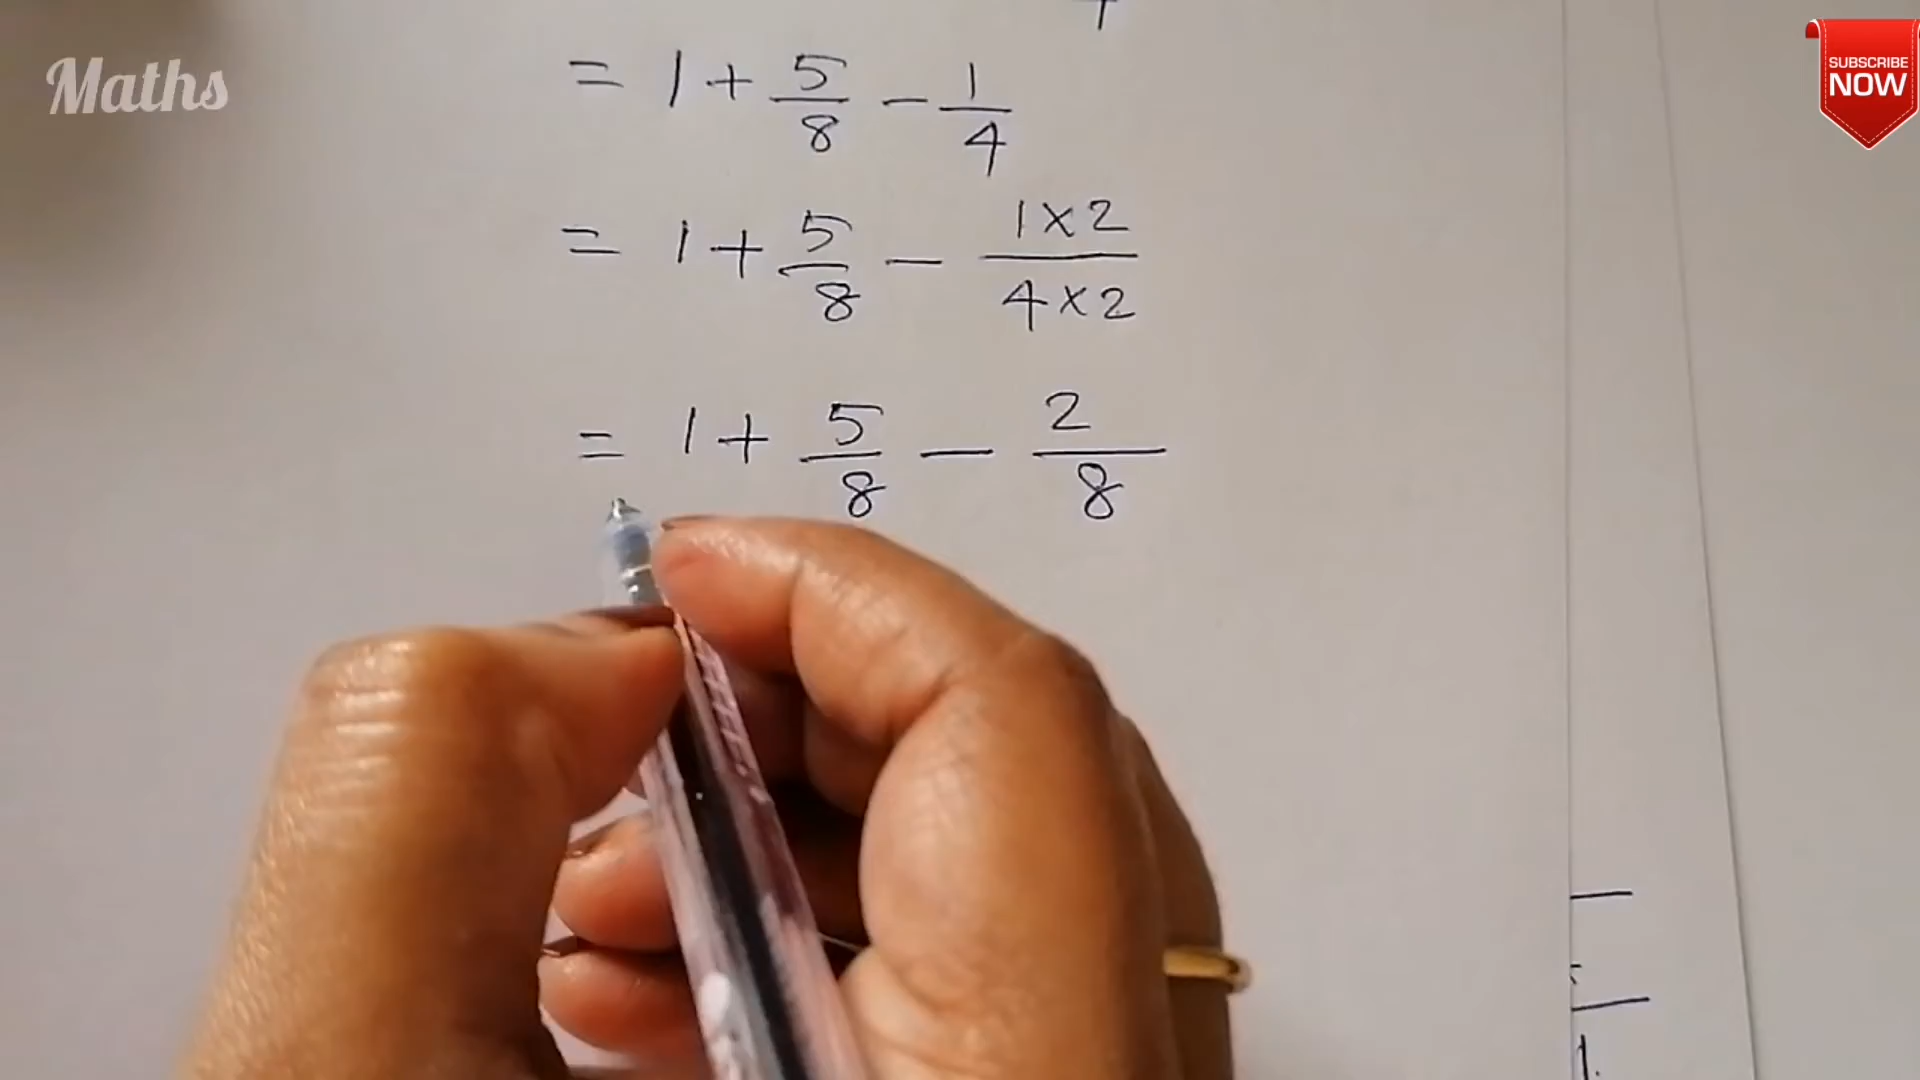 Maths
SUBSCRIBE
NOW
= 1 + 5/8 - 1/4
= 1 + 5/8 - 1×2/4×2
= 1 + 5/8 - 2/8